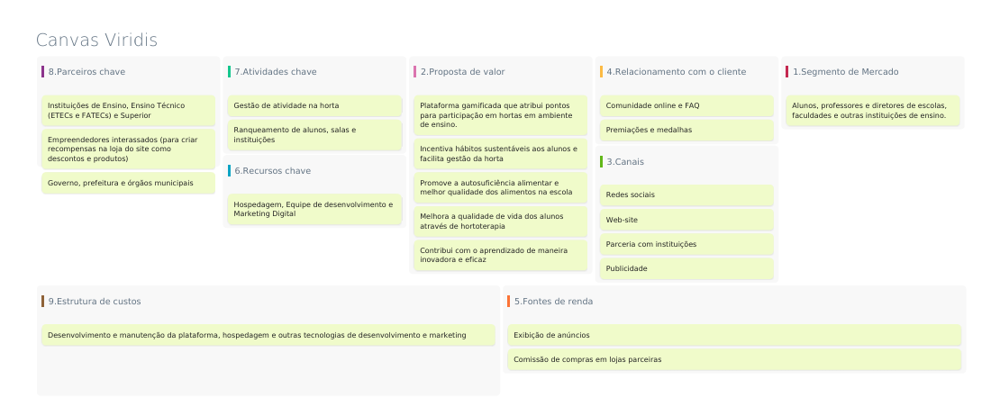 Canvas Viridis
8.Parceiros chave
Instituições de Ensino, Ensino Técnico
(ETECs e FATECs) e Superior
Empreendedores interassados (para criar
recompensas na loja do site como
descontos e produtos)
Governo, prefeitura e órgãos municipais
7.Atividades chave
Gestão de atividade na horta
Ranqueamento de alunos, salas e
instituições
6.Recursos chave
Hospedagem, Equipe de desenvolvimento e
Marketing Digital
2.Proposta de valor
Plataforma gamificada que atribui pontos
para participação em hortas em ambiente
de ensino.
Incentiva hábitos sustentáveis aos alunos e
facilita gestão da horta
Promove a autosuficiência alimentar e
melhor qualidade dos alimentos na escola
Melhora a qualidade de vida dos alunos
através de hortoterapia
Contribui com o aprendizado de maneira
inovadora e eficaz
4.Relacionamento com o cliente
Comunidade online e FAQ
Premiações e medalhas
3.Canais
Redes sociais
Web-site
Parceria com instituições
Publicidade
1.Segmento de Mercado
Alunos, professores e diretores de escolas,
faculdades e outras instituições de ensino.
9.Estrutura de custos
Desenvolvimento e manutenção da plataforma, hospedagem e outras tecnologias de desenvolvimento e marketing
5.Fontes de renda
Exibição de anúncios
Comissão de compras em lojas parceiras